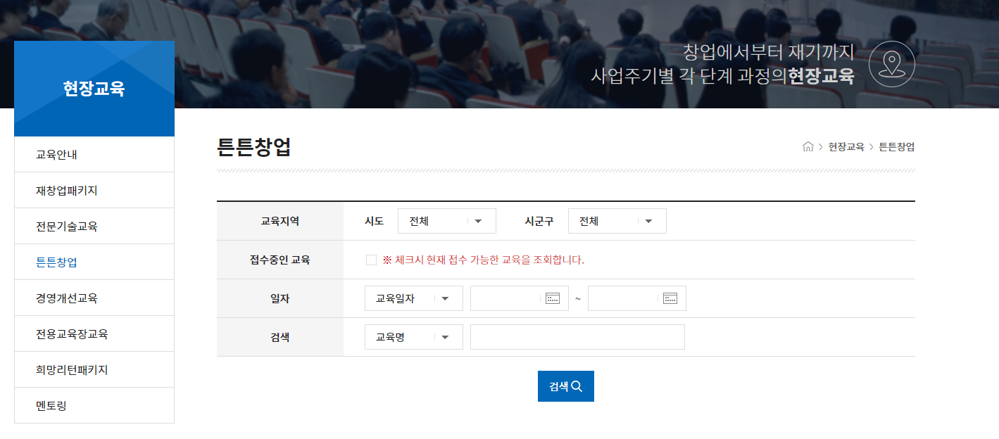 창업에서부터 재기까지
사업주기별 각 단계 과정의현장교육
현장교육
교육안내
재창업패키지
전문기술교육
튼튼창업
경영개선교육
전용교육장교육
희망리턴패키지
멘토링
튼튼창업
> 현장교육 > 튼튼창업
교육지역 시도 전체 시군구 전체
접수중인 교육 ※ 체크시 현재 접수 가능한 교육을 조회합니다.
일자 교육일자 ~
검색 교육명
검색